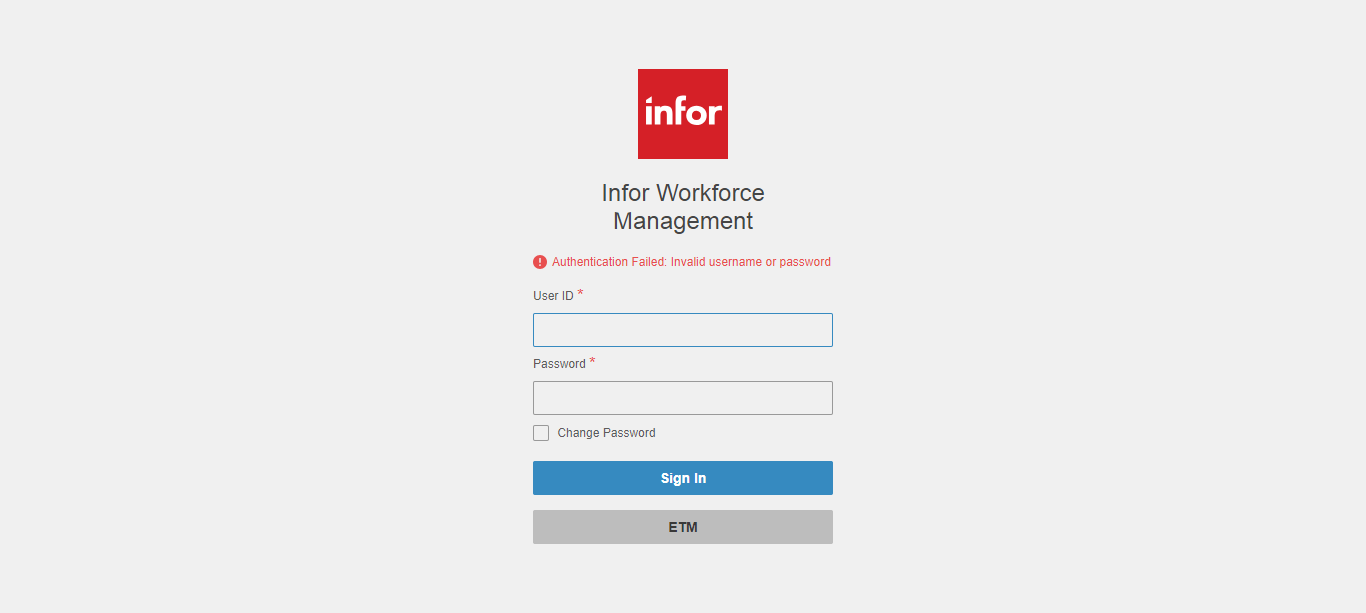 infor
Infor Workforce
Management
Authentication Failed: Invalid username or password
User ID *
Password *
Change Password
Sign In
ETM